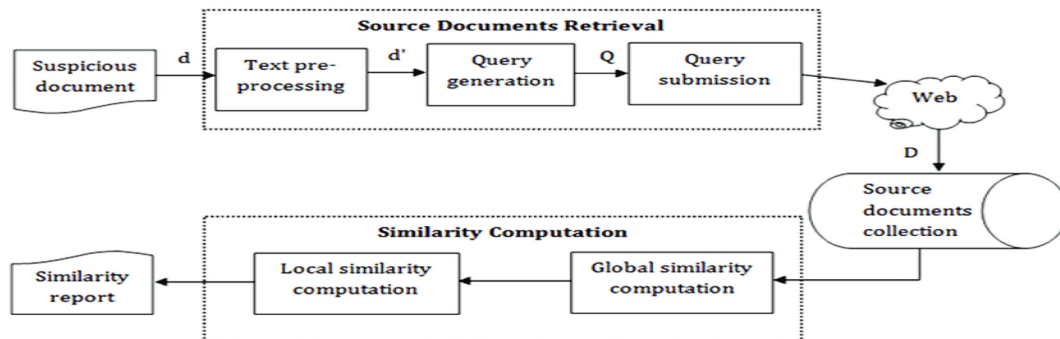 Source Documents Retrieval
Suspicious
document
d
Text pre-
processing
d'
Query
generation
Q
Query
submission
Web
D
Source
documents
collection
Similarity Computation
Global similarity
computation
Local similarity
computation
Similarity
report